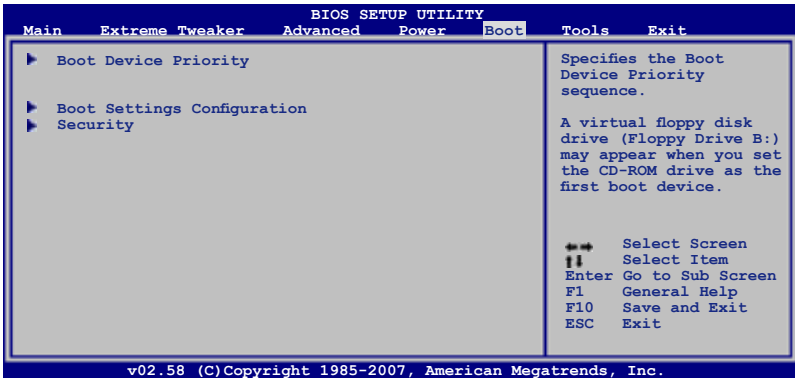 BIOS SETUP UTILITY
Main Extreme Tweaker Advanced Power Boot Tools Exit
Boot Device Priority
Boot Settings Configuration
Security
Specifies the Boot
Device Priority
sequence.
A virtual floppy disk
drive (Floppy Drive B:)
may appear when you set
the CD-ROM drive as the
first boot device.
Select Screen
Select Item
Enter Go to Sub Screen
F1 General Help
F10 Save and Exit
ESC Exit
v02.58 (C)Copyright 1985-2007, American Megatrends, Inc.